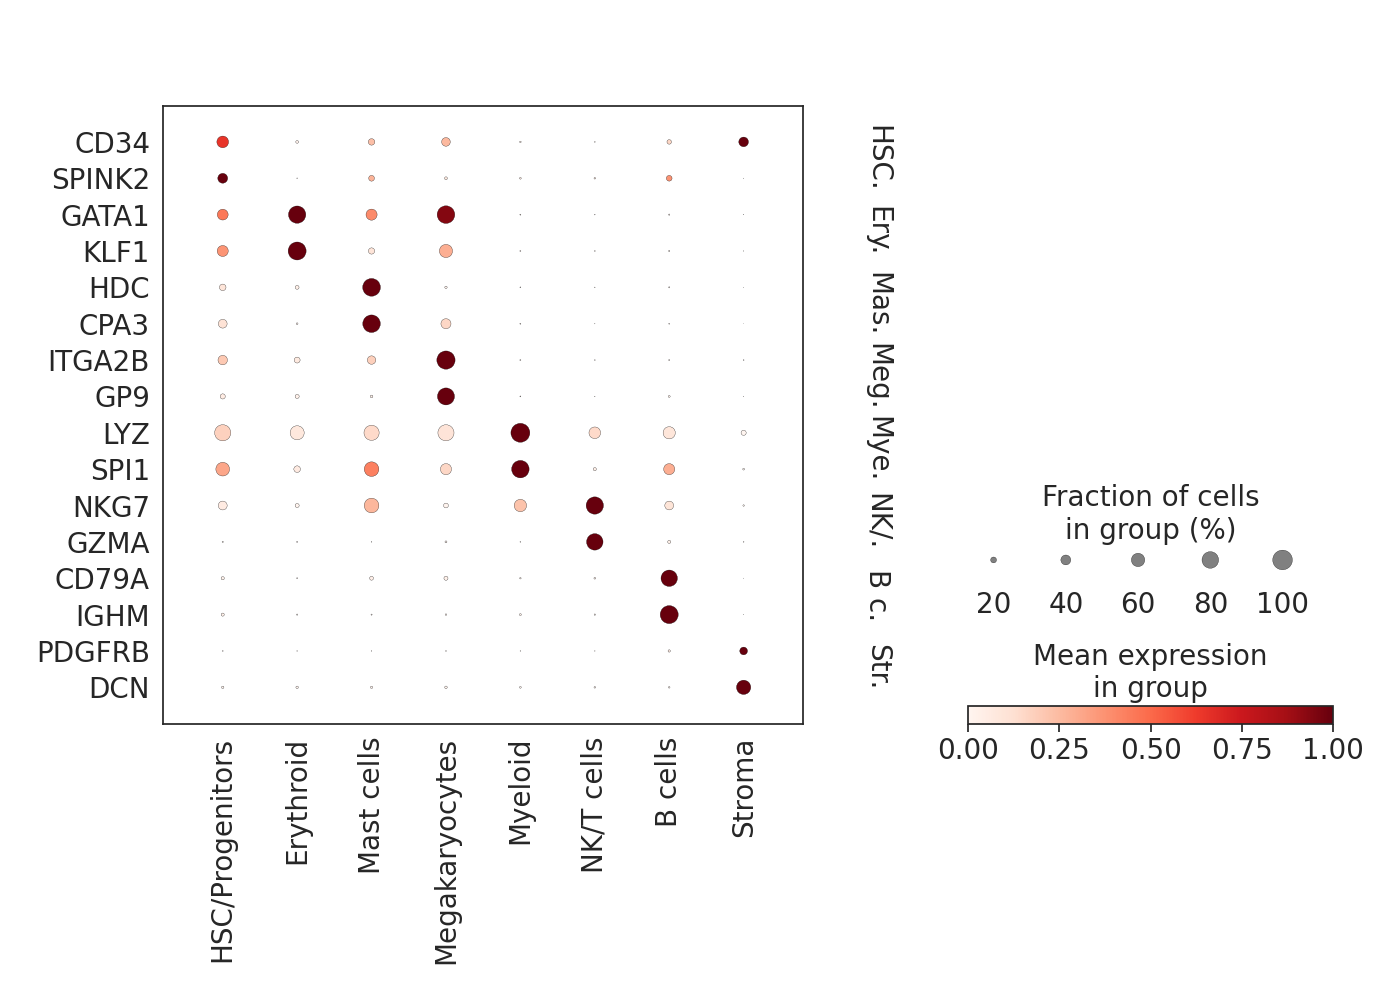 CD34
SPINK2
GATA1
KLF1
HDC
CPA3
ITGA2B
GP9
LYZ
SPI1
NKG7
GZMA
CD79A
IGHM
PDGFRB
DCN
HSC/Progenitors
Erythroid
Mast cells
Megakaryocytes
Myeloid
NK/T cells
B cells
Stroma
HSC.
Ery.
Mas.
Meg.
Mye.
NK/.
B c.
Str.
Fraction of cells
in group (%)
20 40 60 80 100
Mean expression
in group
0.00 0.25 0.50 0.75 1.00